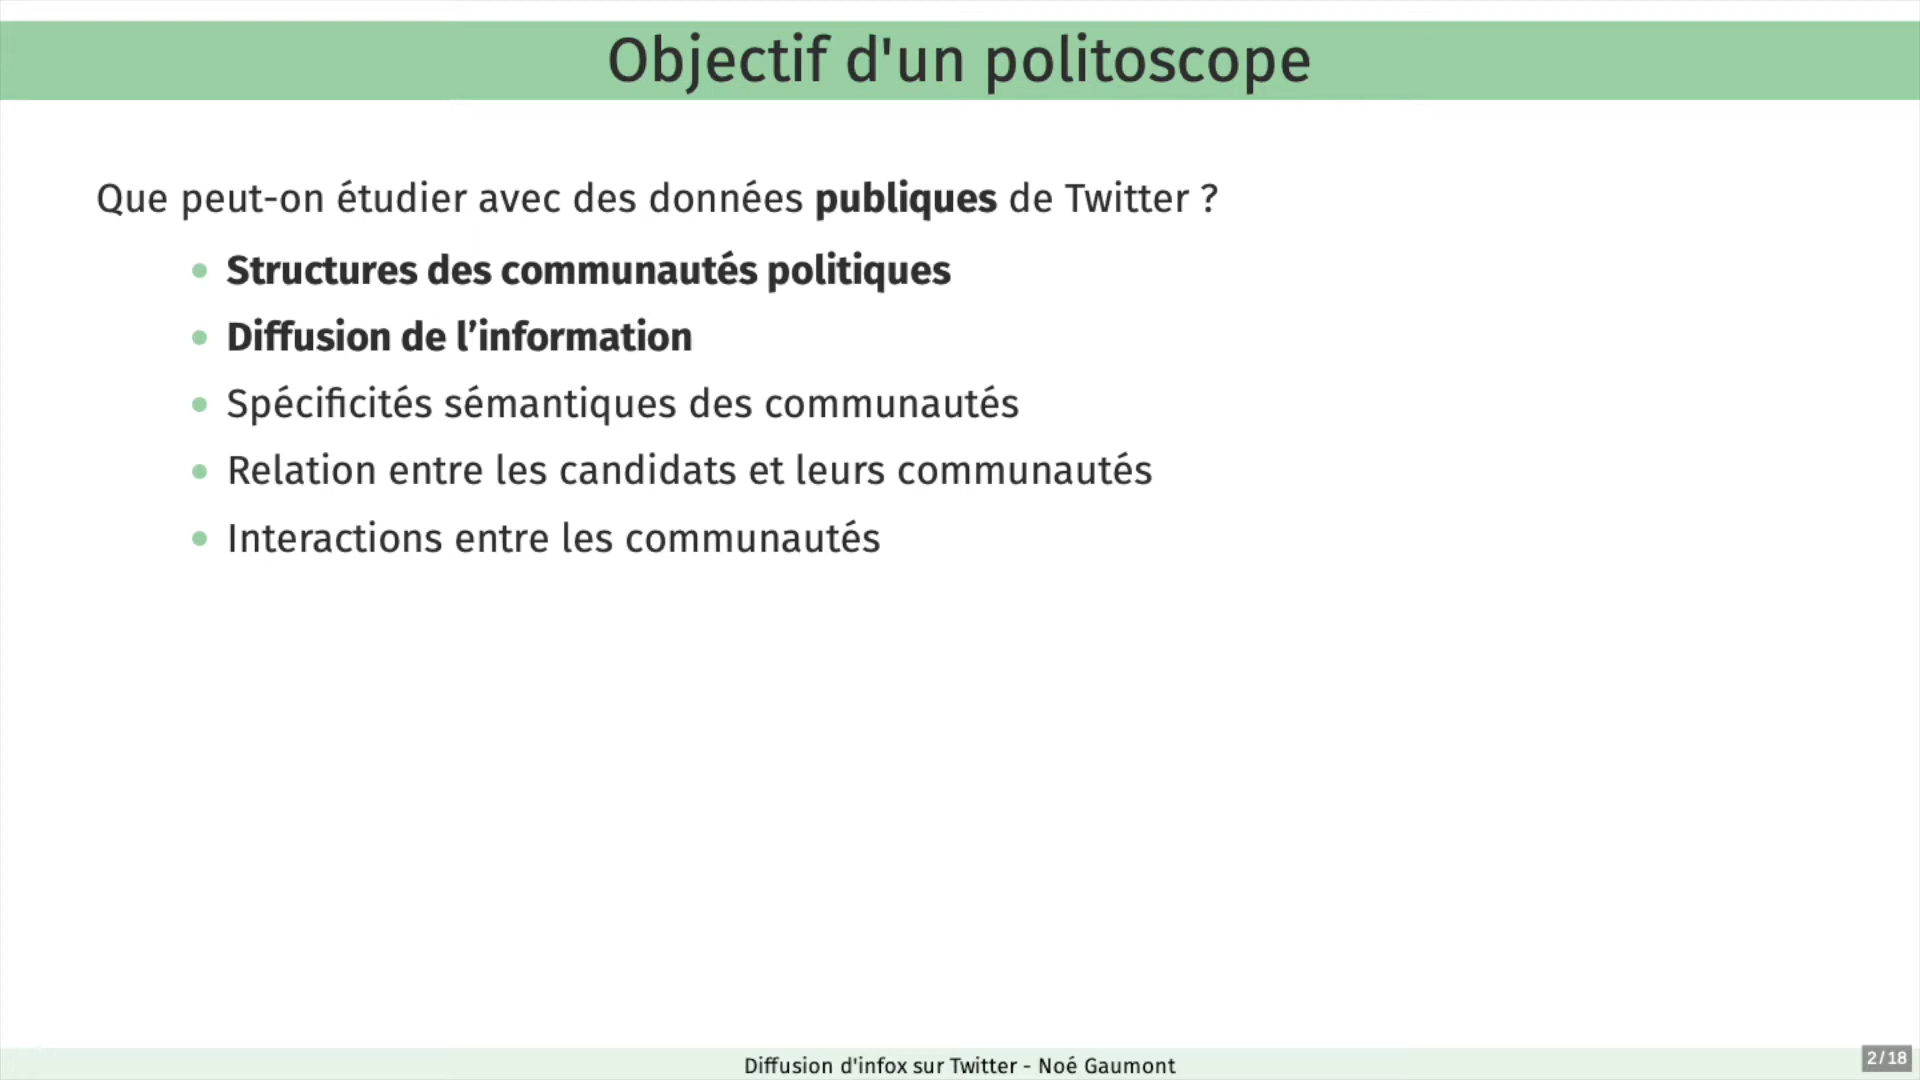 Objectif d'un politoscope
Que peut-on étudier avec des données publiques de Twitter ?
• Structures des communautés politiques
• Diffusion de l’information
• Spécificités sémantiques des communautés
• Relation entre les candidats et leurs communautés
• Interactions entre les communautés
Diffusion d'infox sur Twitter - Noé Gaumont
2/18